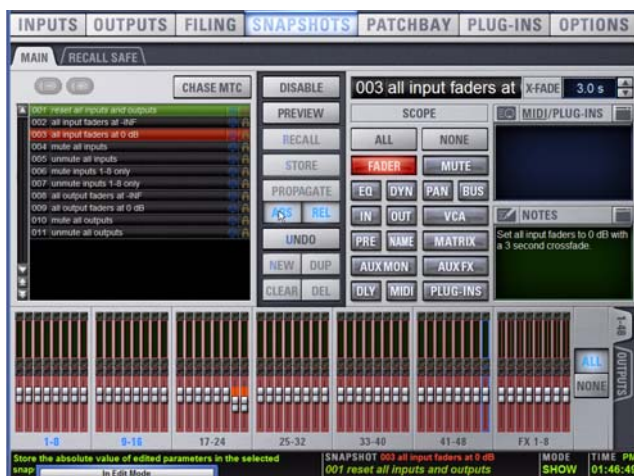 INPUTS OUTPUTS FILING SNAPSHOTS PATCHBAY PLUG-INS OPTIONS
MAIN RECALL SAFE
CHASE MTC
001 reset all inputs and outputs
002 all input faders at -INF
003 all input faders at 0 dB
004 mute all inputs
005 unmute all inputs
006 mute inputs 1-8 only
007 unmute inputs 1-8 only
008 all output faders at -INF
009 all output faders at 0 dB
010 mute all outputs
011 unmute all outputs
DISABLE
PREVIEW
RECALL
STORE
PROPAGATE
ABS REL
UNDO
NEW DUP
CLEAR DEL
003 all input faders at X-FADE 3.0 s
SCOPE
ALL NONE
FADER MUTE
EQ DYN PAN BUS
IN OUT VCA
PRE NAME MATRIX
AUX MON AUX FX
DLY MIDI PLUG-INS
MIDI/PLUG-INS
NOTES
Set all input faders to 0 dB with
a 3 second crossfade.
1-8 9-16 17-24 25-32 33-40 41-48 FX 1-8
ALL
NONE
1-48
OUTPUTS
Store the absolute value of edited parameters in the selected
snap
In Edit Mode
SNAPSHOT 003 all input faders at 0 dB
001 reset all inputs and outputs
MODE
SHOW
TIME PM
01:46:4